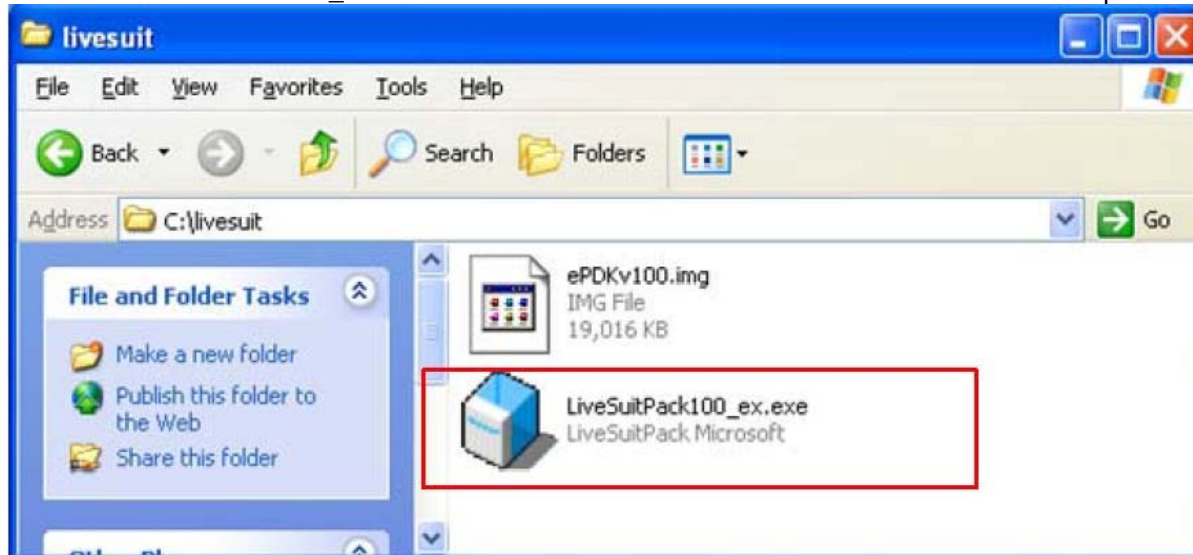 livesuit
File Edit View Favorites Tools Help
Back Search Folders
Address C:\livesuit Go
File and Folder Tasks
Make a new folder
Publish this folder to
the Web
Share this folder
ePDKv100.img
IMG File
19,016 KB
LiveSuitPack100_ex.exe
LiveSuitPack Microsoft